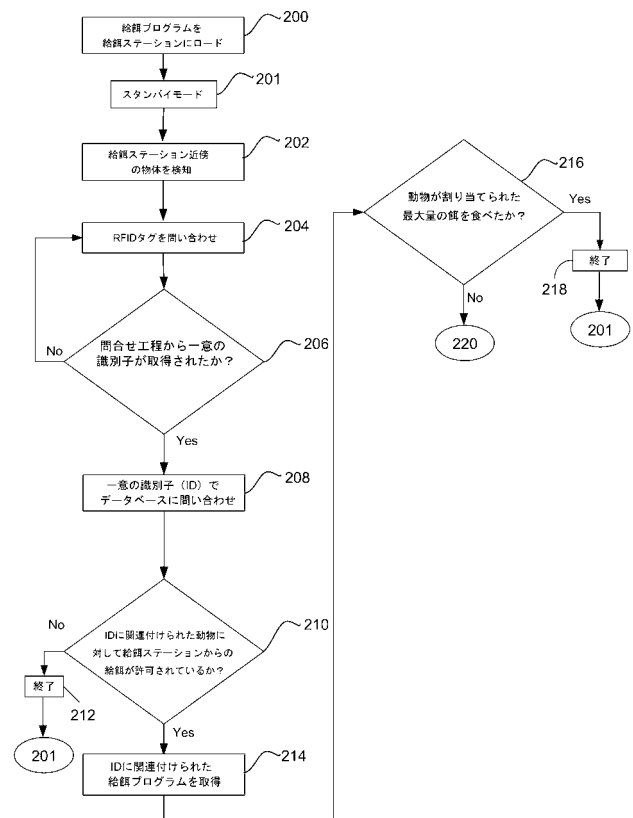 給餌プログラムを
給餌ステーションにロード
200
スタンバイモード
201
給餌ステーション近傍
の物体を検知
202
RFIDタグを問い合わせ
204
問合せ工程から一意の
識別子が取得されたか？
206
No
Yes
一意の識別子（ID）で
データベースに問い合わせ
208
IDに関連付けられた動物に
対して給餌ステーションからの
給餌が許可されているか？
210
No
終了
212
201
Yes
IDに関連付けられた
給餌プログラムを取得
214
動物が割り当てられた
最大量の餌を食べたか？
216
Yes
終了
218
201
No
220